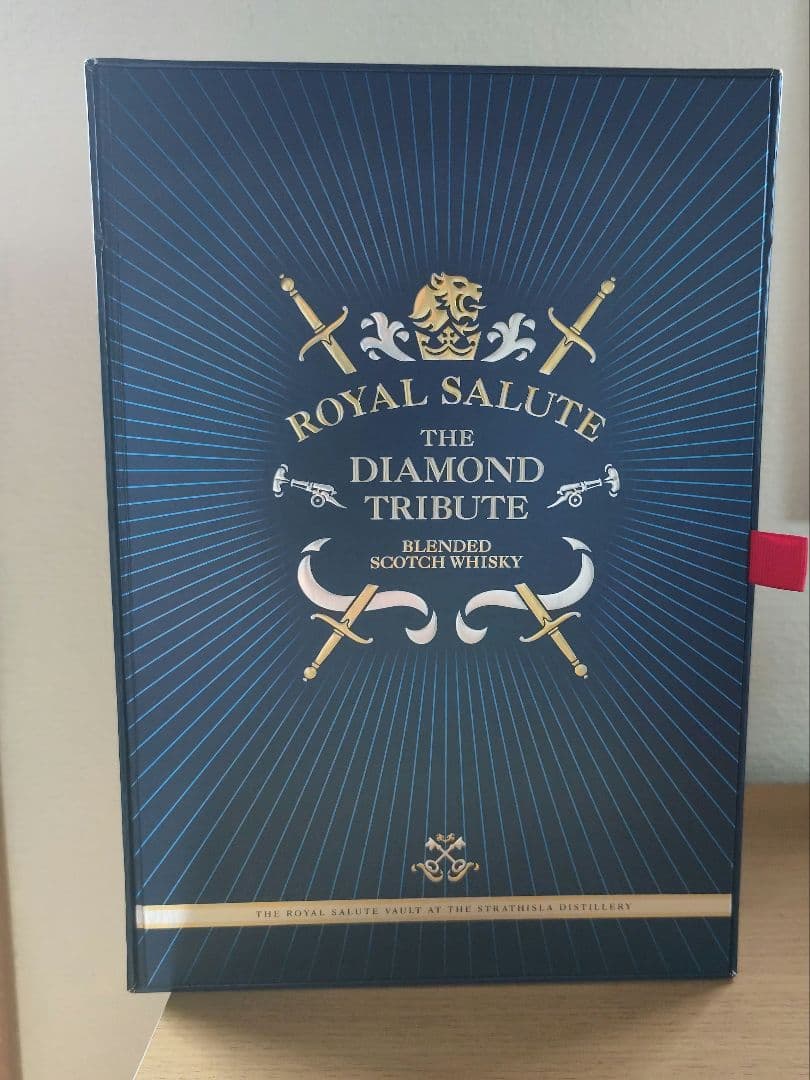 ROYAL SALUTE
THE
DIAMOND
TRIBUTE
BLENDED
SCOTCH WHISKY
THE ROYAL SALUTE VAULT AT THE STRATHISLA DISTILLERY